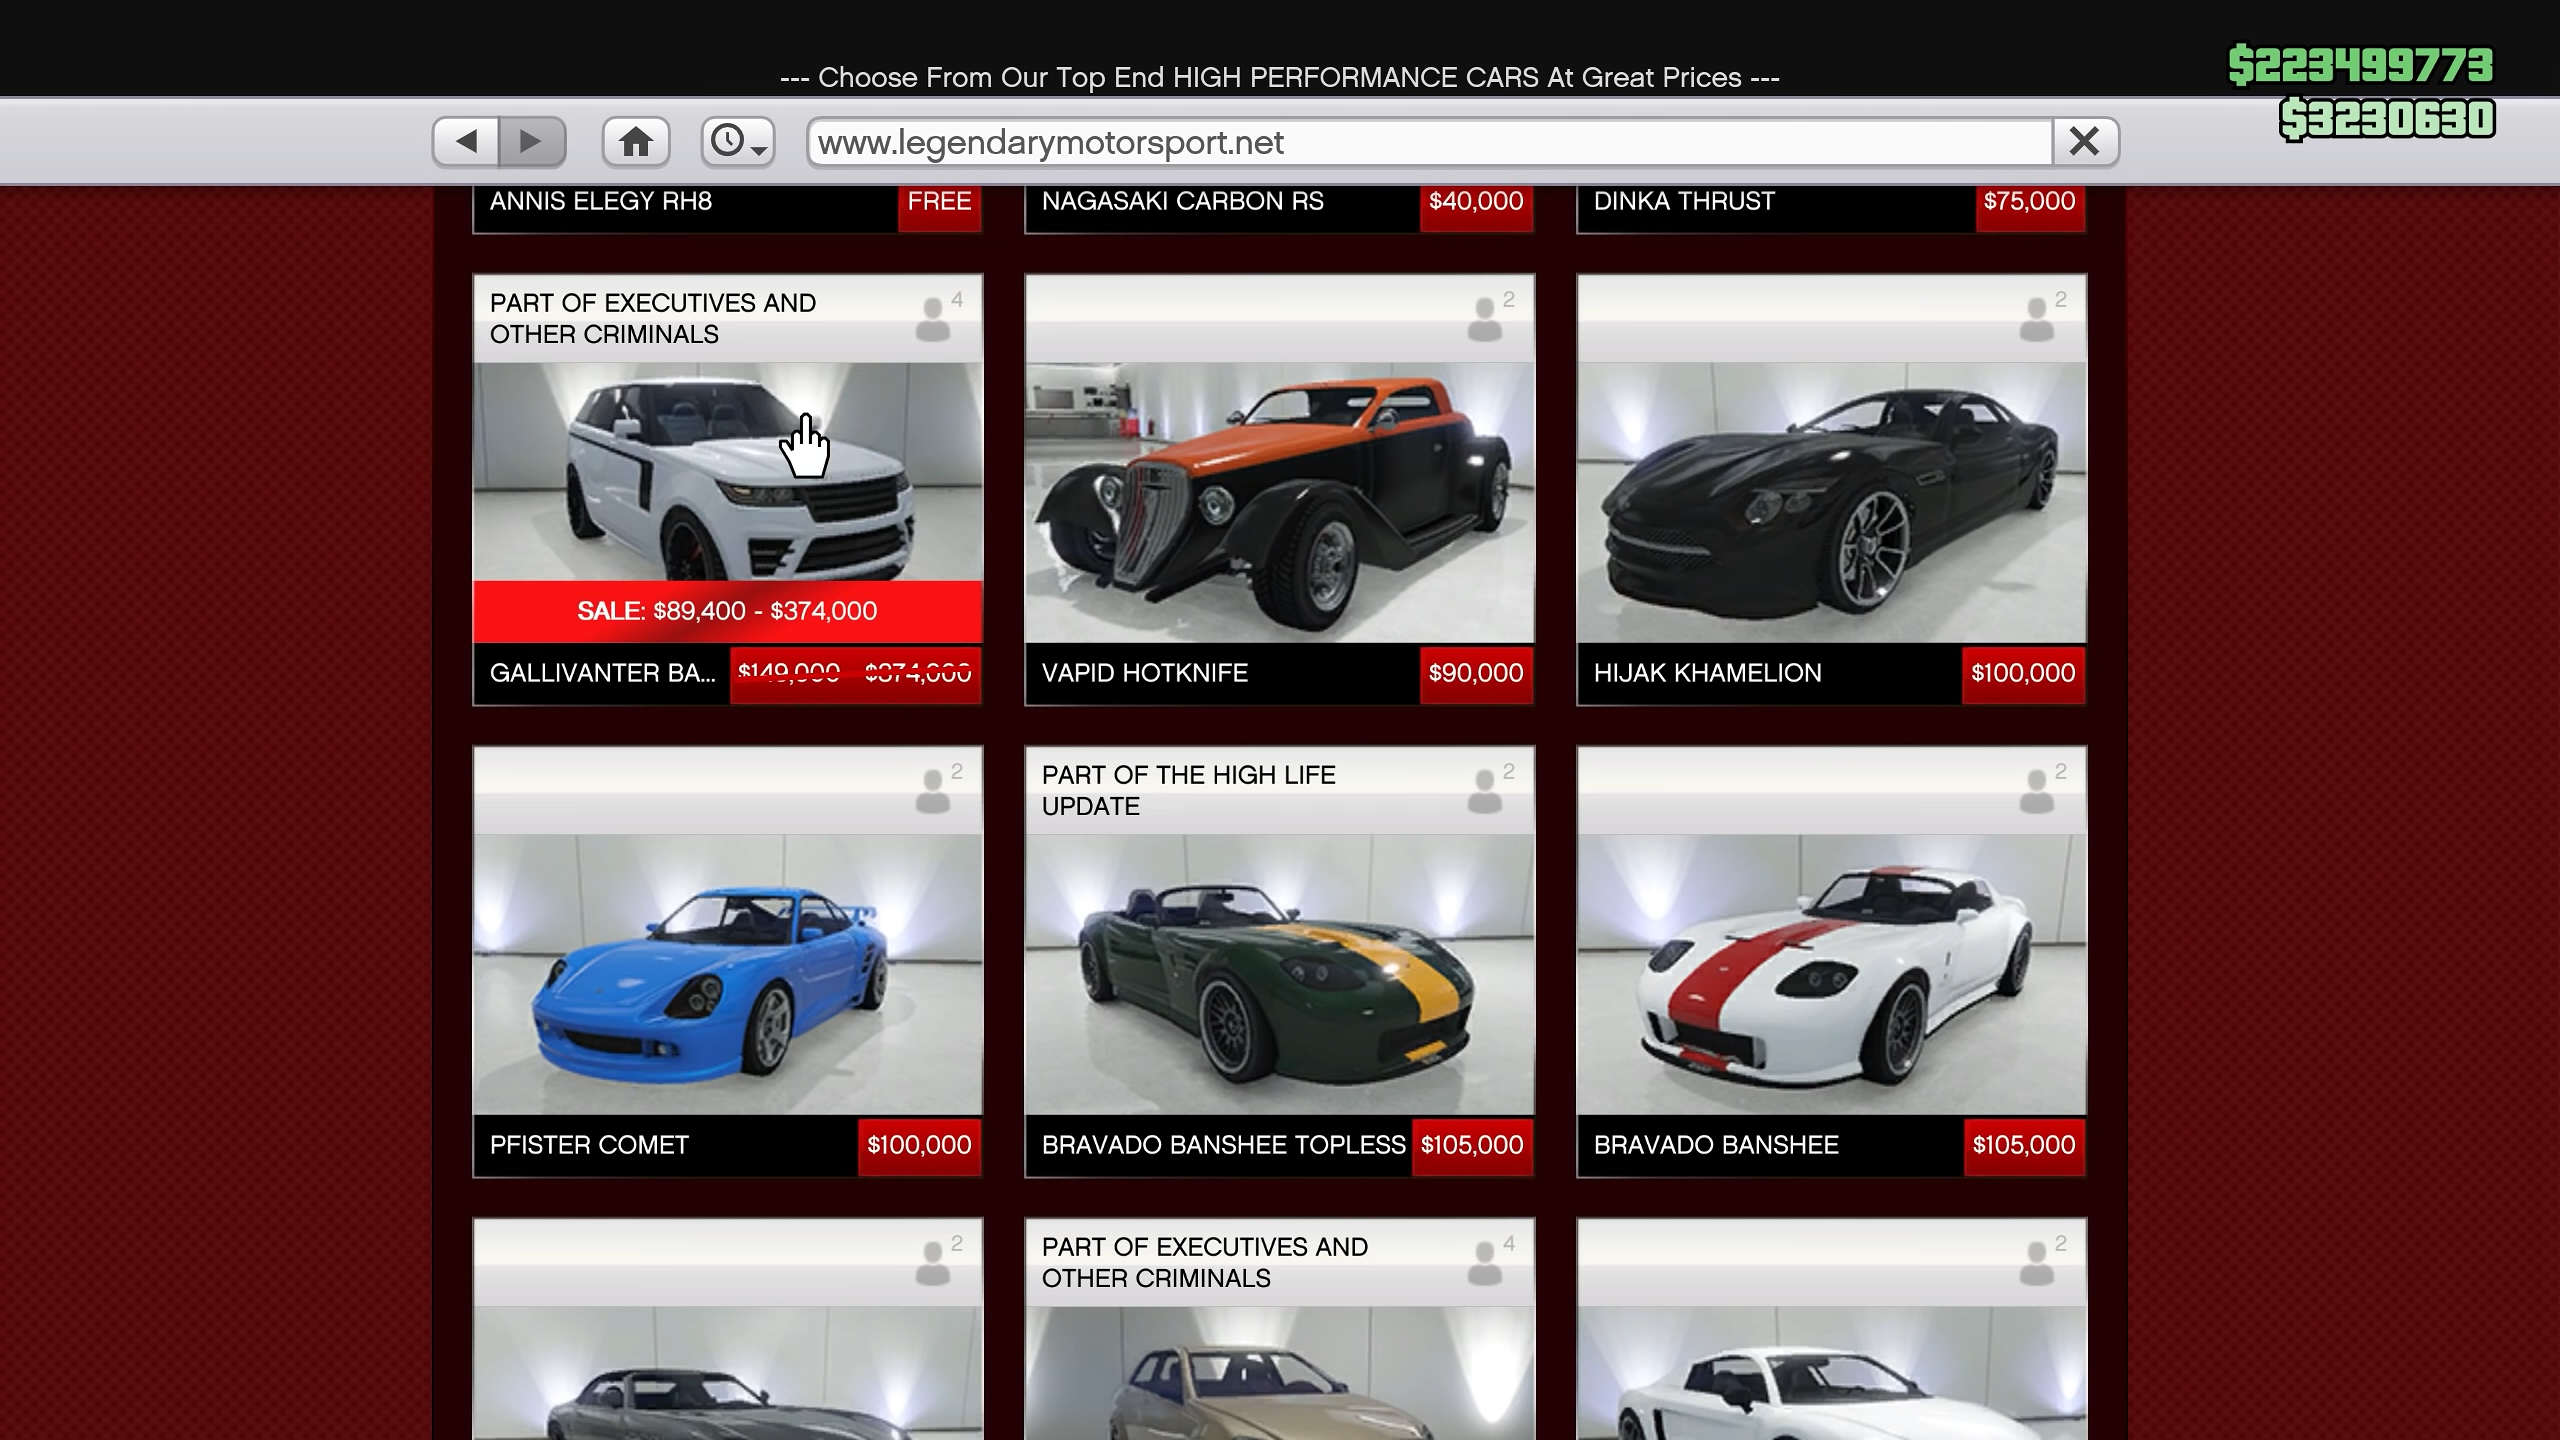 $223499773
--- Choose From Our Top End HIGH PERFORMANCE CARS At Great Prices ---
$3230630
www.legendarymotorsport.net
ANNIS ELEGY RH8
FREE
NAGASAKI CARBON RS
$40,000
DINKA THRUST
$75,000
PART OF EXECUTIVES AND
OTHER CRIMINALS
4
2
2
SALE: $89,400 - $374,000
GALLIVANTER BA...
$149,000 - $374,000
VAPID HOTKNIFE
$90,000
HIJAK KHAMELION
$100,000
2
PART OF THE HIGH LIFE
UPDATE
2
2
PFISTER COMET
$100,000
BRAVADO BANSHEE TOPLESS
$105,000
BRAVADO BANSHEE
$105,000
2
PART OF EXECUTIVES AND
OTHER CRIMINALS
4
2